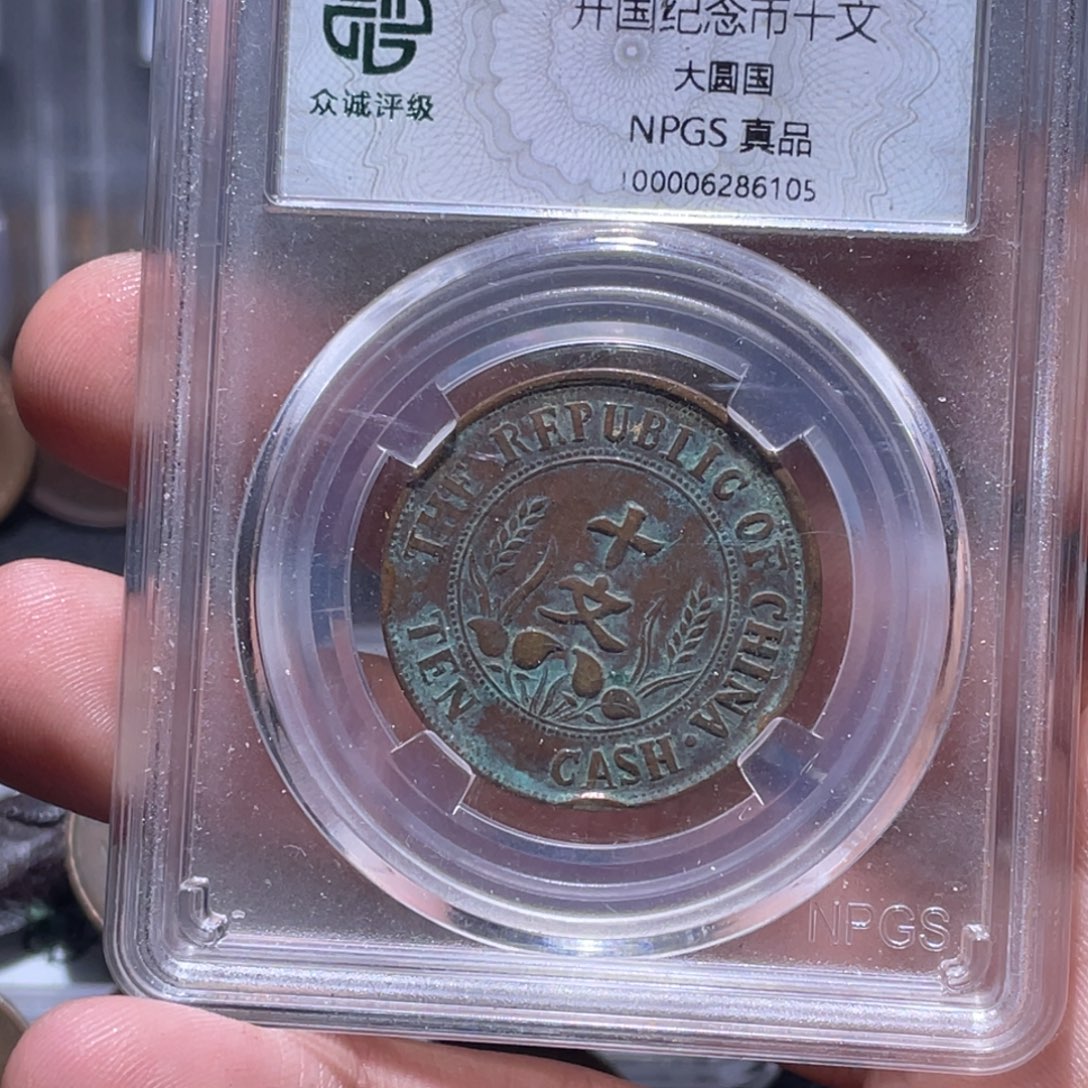 开国纪念币十文
大圆国
众诚评级
NPGS 真品
100006286105
THE REPUBLIC OF CHINA
十
文
TEN CASH
NPGS